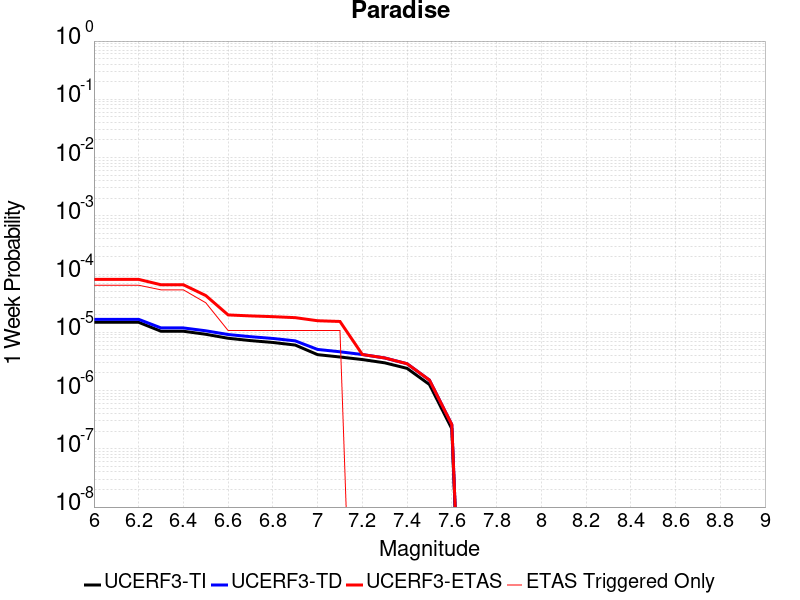 Paradise
10 0
10 -1
10 -2
10 -3
10 -4
10 -5
10 -6
10 -7
10 -8
1 Week Probability
6 6.2 6.4 6.6 6.8 7 7.2 7.4 7.6 7.8 8 8.2 8.4 8.6 8.8 9
Magnitude
UCERF3-TI UCERF3-TD UCERF3-ETAS ETAS Triggered Only